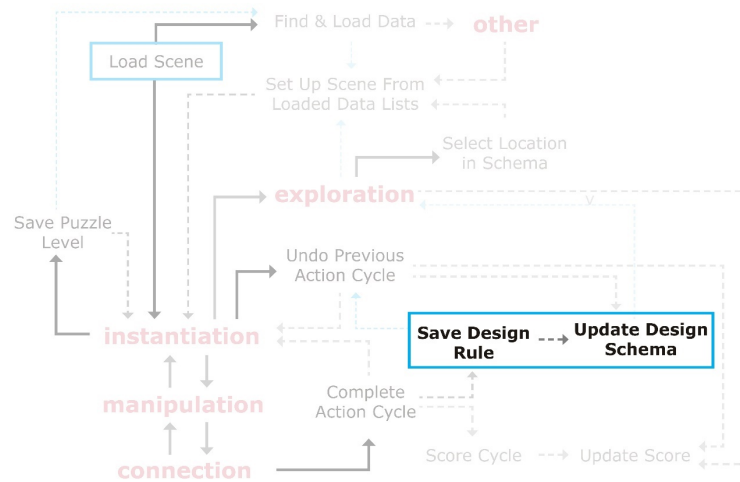 Find & Load Data
other
Load Scene
Set Up Scene From
Loaded Data Lists
Select Location
in Schema
exploration
Save Puzzle
Level
Undo Previous
Action Cycle
instantiation
Save Design
Rule
Update Design
Schema
manipulation
Complete
Action Cycle
connection
Score Cycle
Update Score